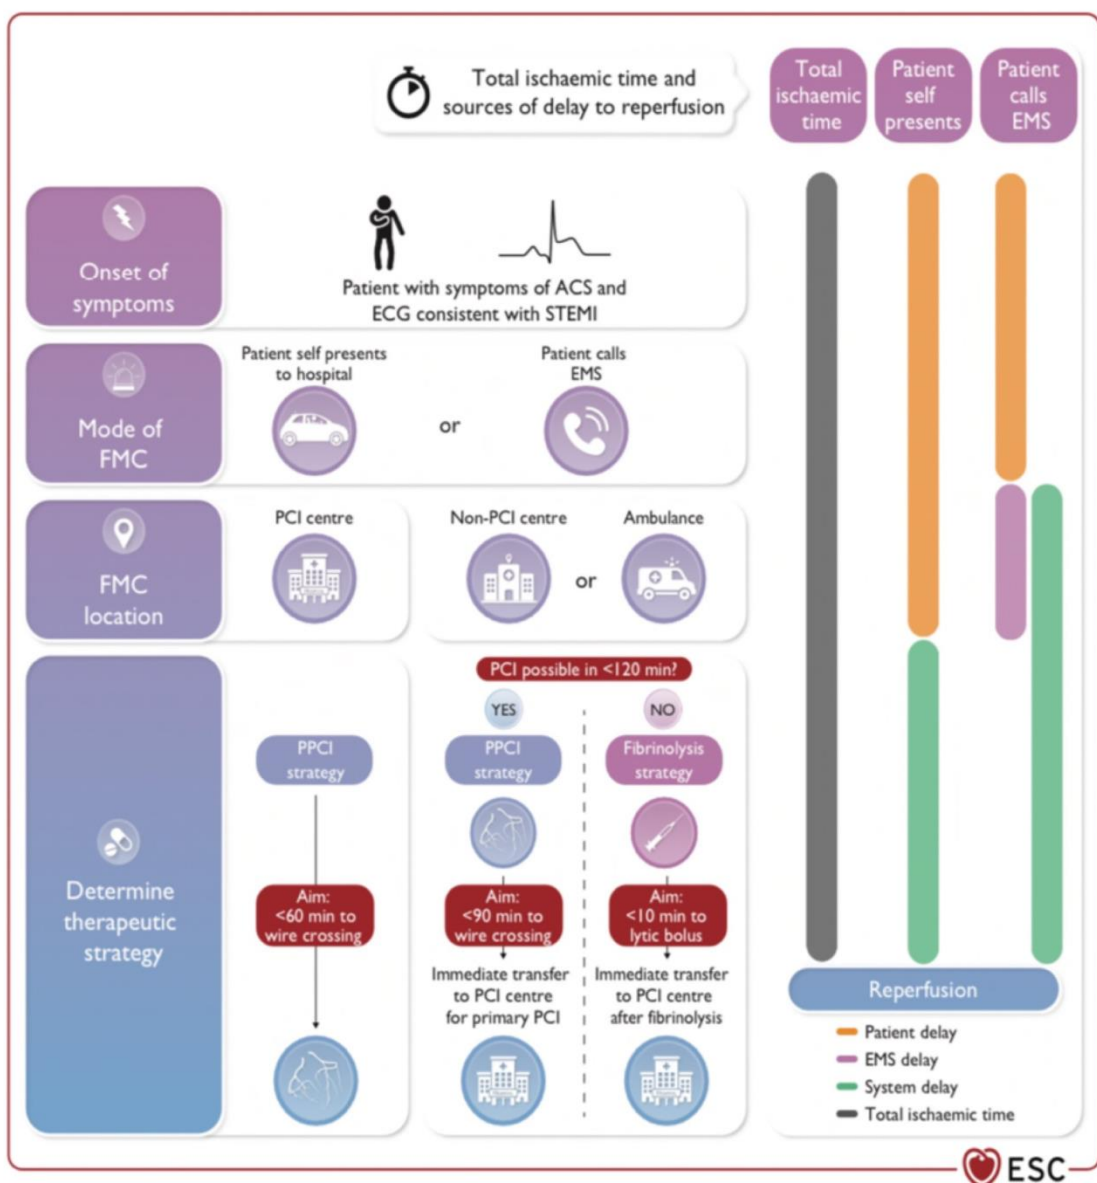 Total ischaemic time and
sources of delay to reperfusion
Total
ischaemic
time
Patient
self
presents
Patient
calls
EMS
Onset of
symptoms
Patient with symptoms of ACS and
ECG consistent with STEMI
Mode of
FMC
Patient self presents
to hospital
or
Patient calls
EMS
FMC
location
PCI centre
Non-PCI centre
or
Ambulance
Determine
therapeutic
strategy
PPCI
strategy
Aim:
<60 min to
wire crossing
PCI possible in <120 min?
YES
PPCI
strategy
Aim:
<90 min to
wire crossing
Immediate transfer
to PCI centre
for primary PCI
NO
Fibrinolysis
strategy
Aim:
<10 min to
lytic bolus
Immediate transfer
to PCI centre
after fibrinolysis
Reperfusion
Patient delay
EMS delay
System delay
Total ischaemic time
ESC